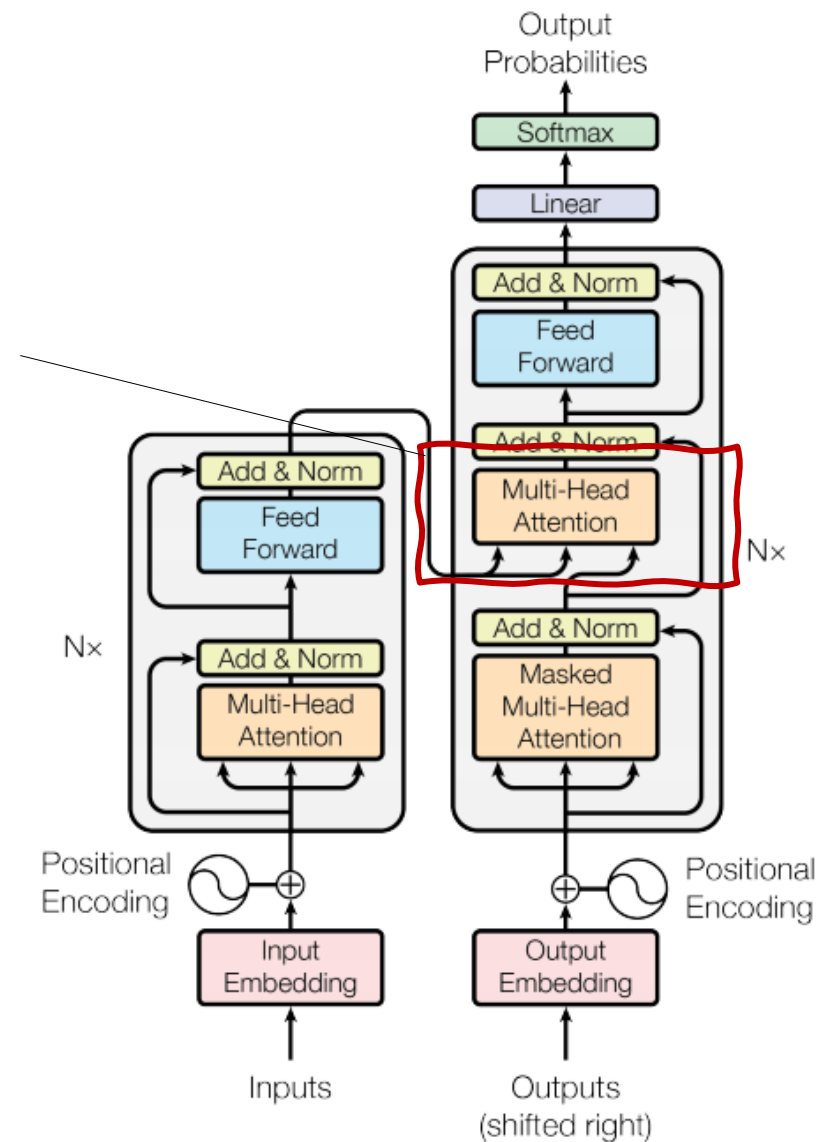 Output
Probabilities
Softmax
Linear
Add & Norm
Feed
Forward
Add & Norm
Multi-Head
Attention
N×
Add & Norm
Masked
Multi-Head
Attention
Add & Norm
Feed
Forward
N×
Add & Norm
Multi-Head
Attention
Positional
Encoding
Positional
Encoding
Input
Embedding
Output
Embedding
Inputs
Outputs
(shifted right)